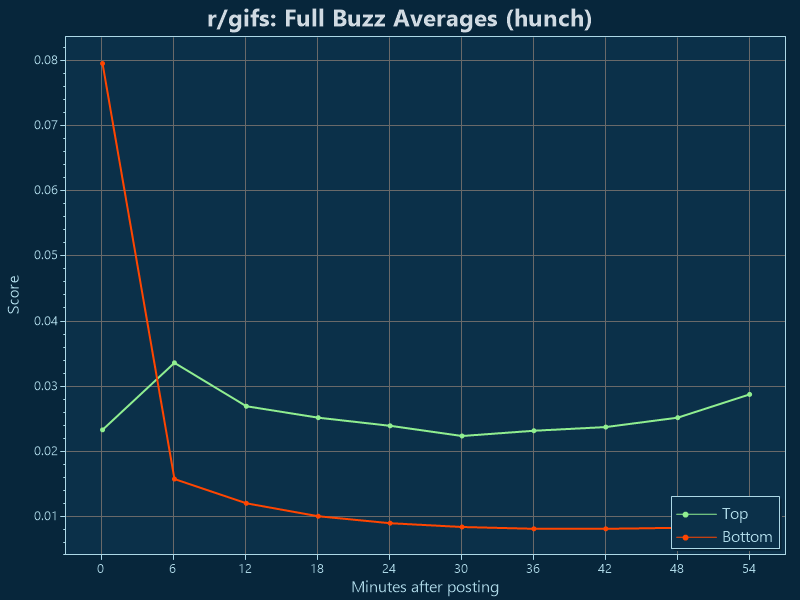 r/gifs: Full Buzz Averages (hunch)
0.08
0.07
0.06
0.05
0.04
0.03
0.02
0.01
Score
0 6 12 18 24 30 36 42 48 54
Minutes after posting
Top
Bottom